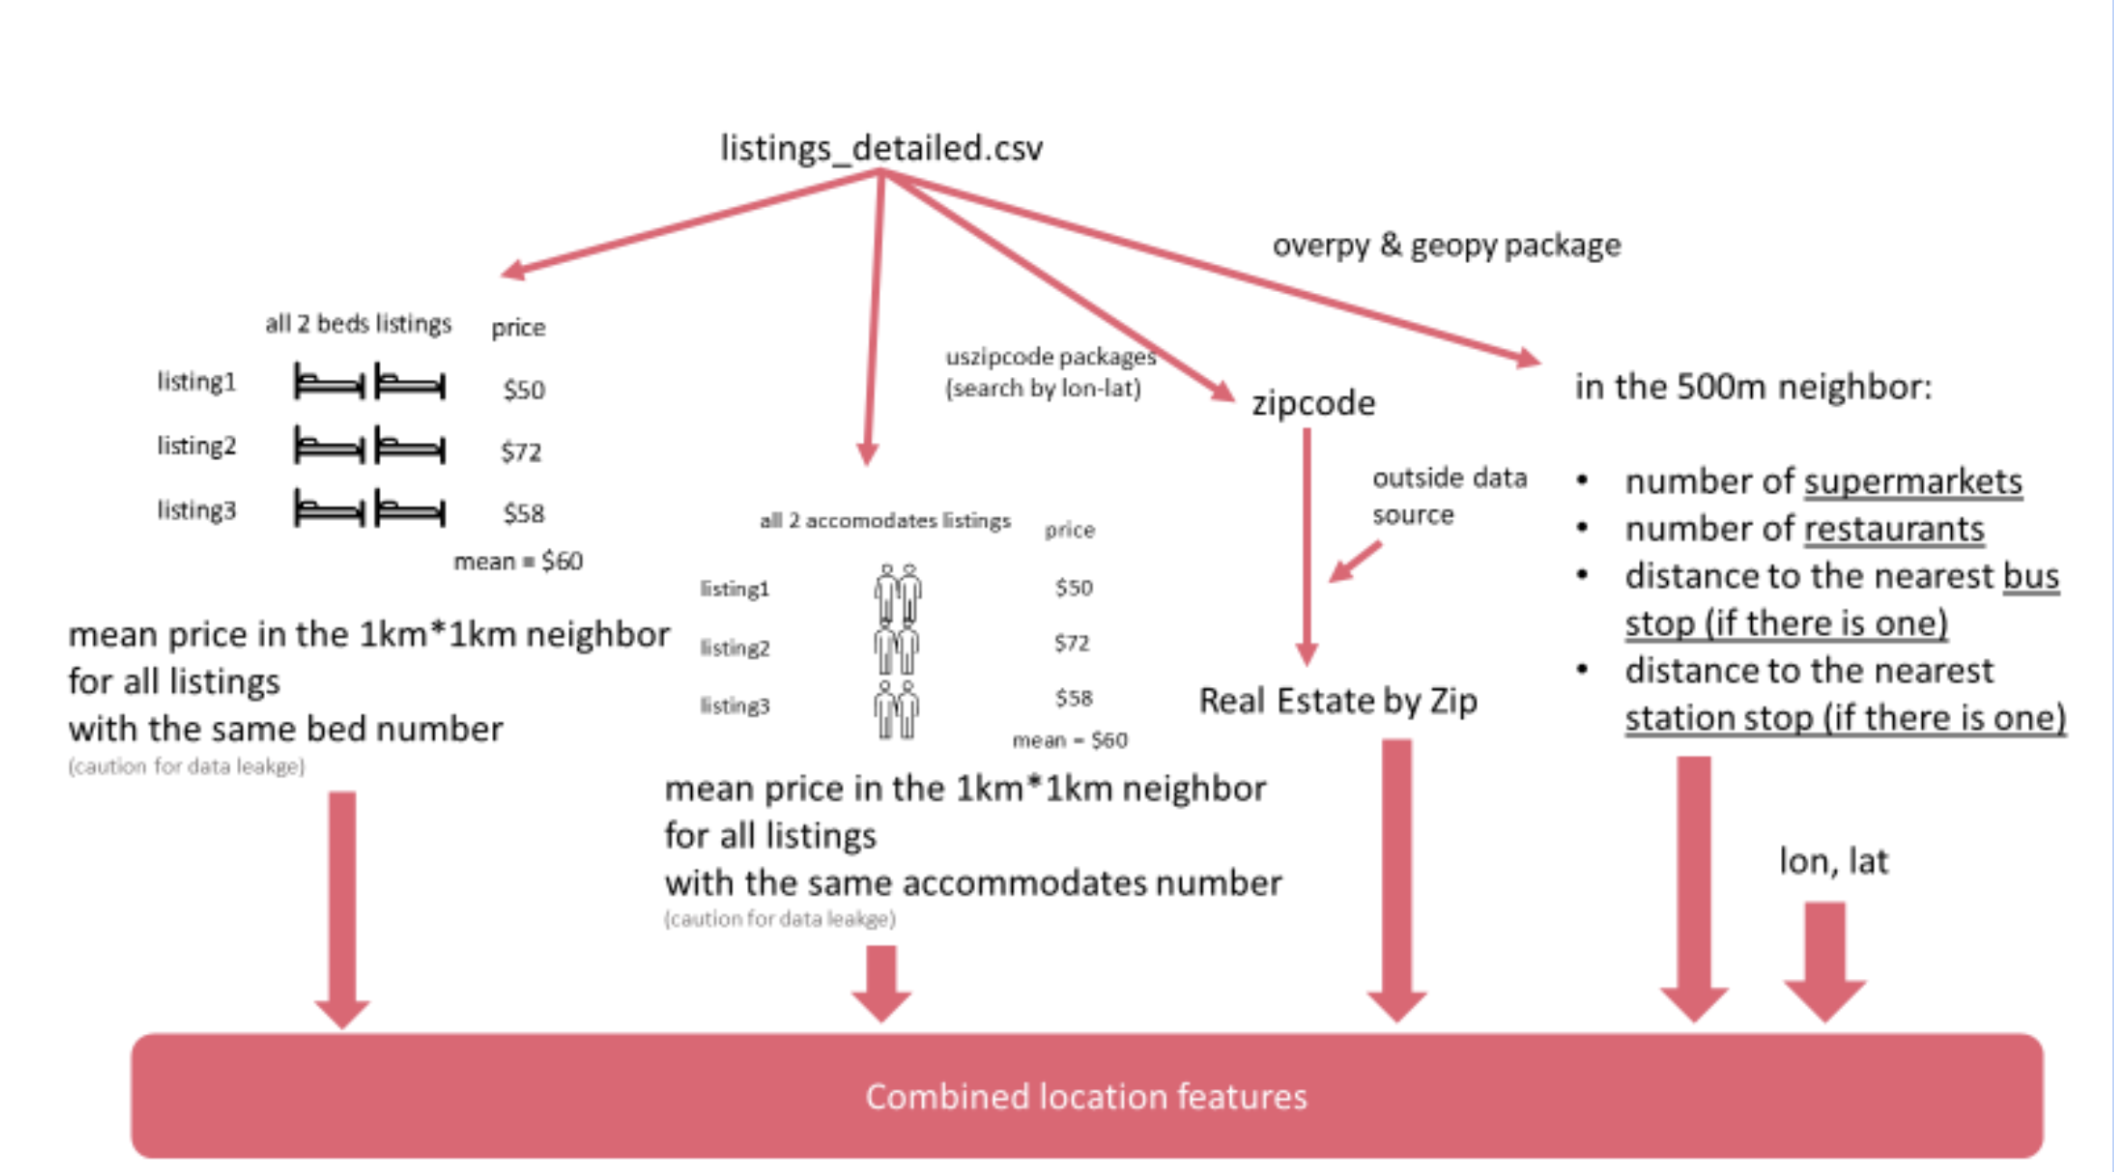 listings_detailed.csv
overpy & geopy package
all 2 beds listings price
listing1 $50
listing2 $72
listing3 $58
mean = $60
mean price in the 1km*1km neighbor
for all listings
with the same bed number
(caution for data leakge)
uszipcode packages
(search by lon-lat)
all 2 accomodates listings price
listing1 $50
listing2 $72
listing3 $58
mean = $60
mean price in the 1km*1km neighbor
for all listings
with the same accommodates number
(caution for data leakge)
zipcode
outside data
source
Real Estate by Zip
in the 500m neighbor:
• number of supermarkets
• number of restaurants
• distance to the nearest bus
stop (if there is one)
• distance to the nearest
station stop (if there is one)
lon, lat
Combined location features